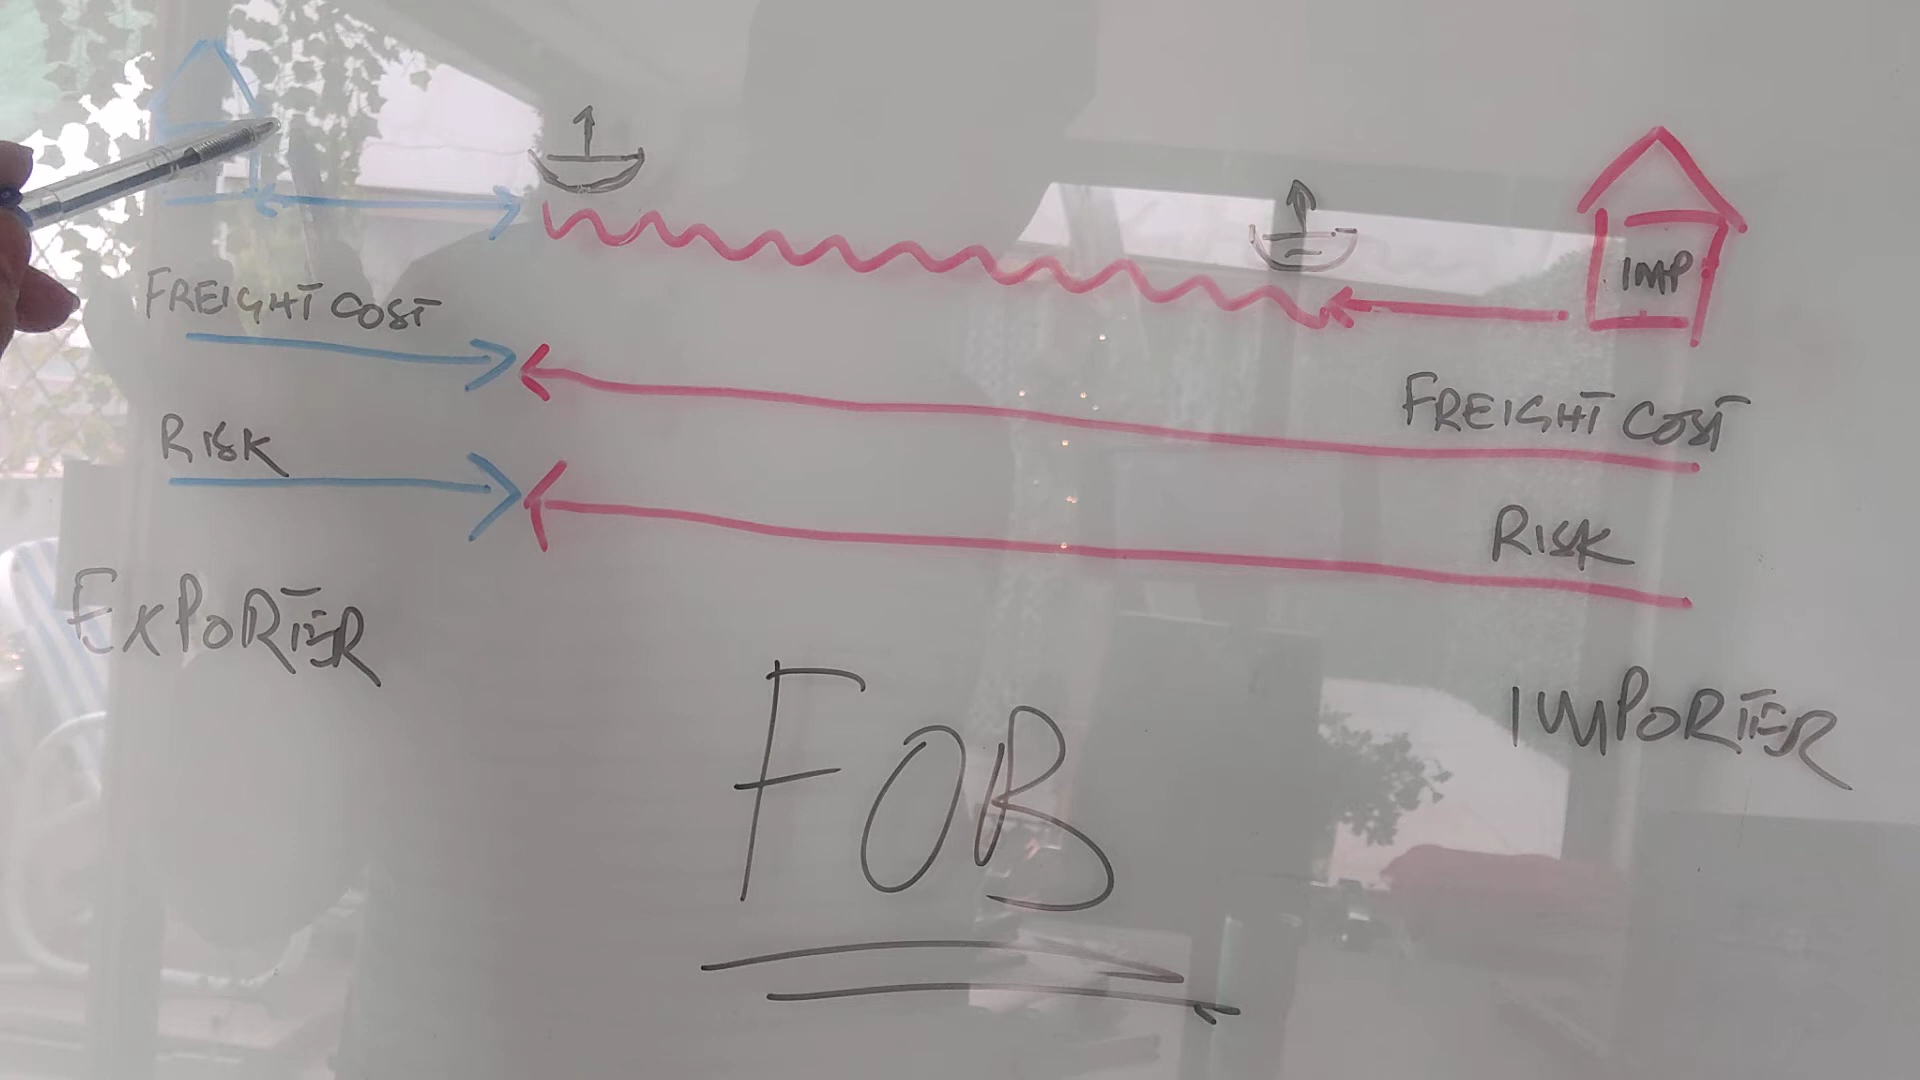 IMP
FREIGHT COST
FREIGHT COST
RISK
RISK
EXPORTER
IMPORTER
FOB